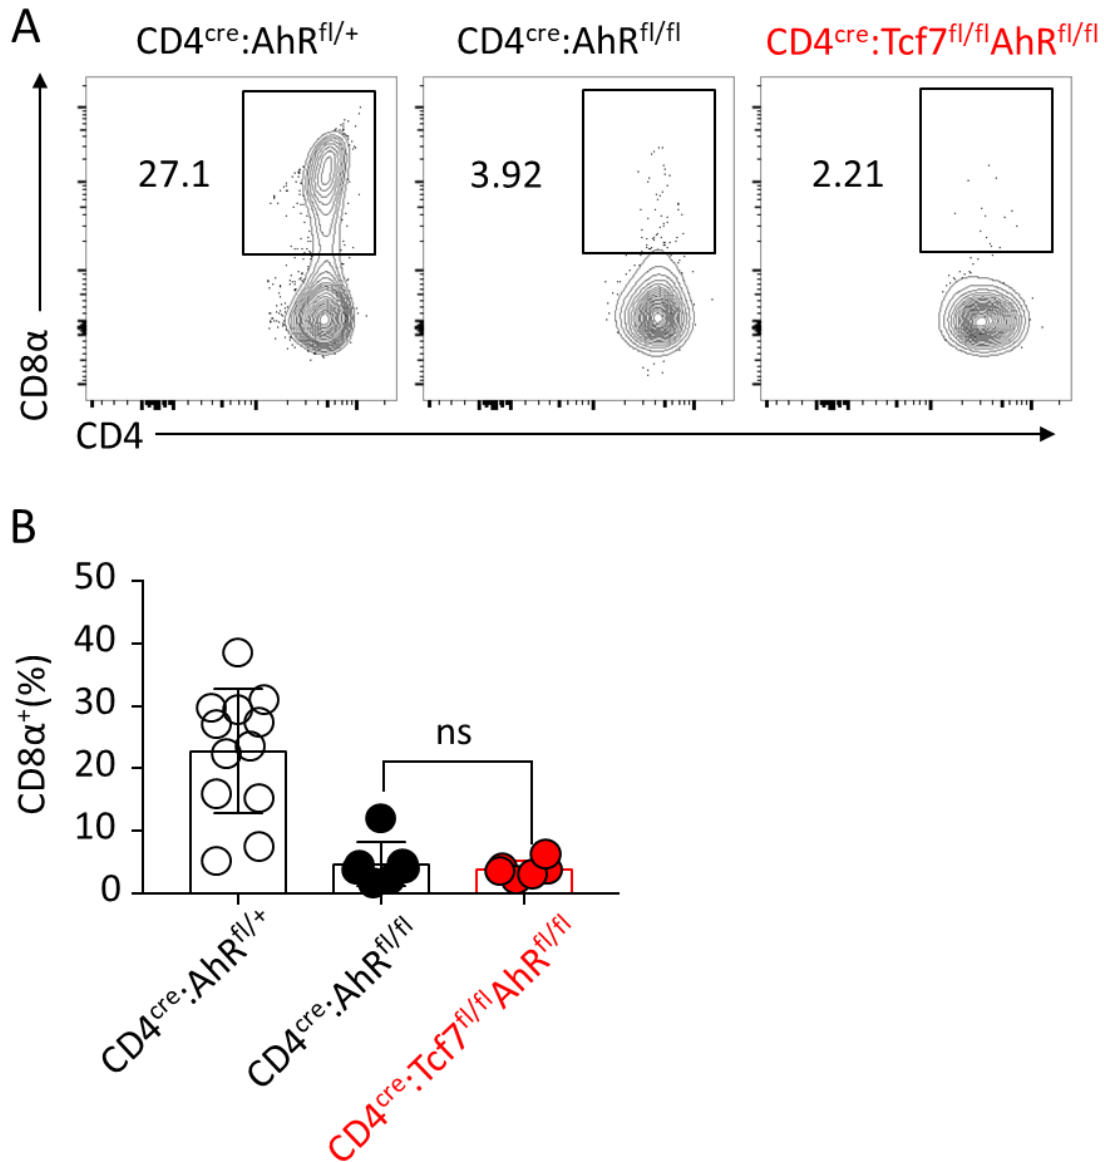 A
CD4cre:AhRfl/+ CD4cre:AhRfl/fl CD4cre:Tcf7fl/flAhRfl/fl
27.1 3.92 2.21
CD8α
CD4
B
50
40
30
20
10
0
CD8α+(%)
ns
CD4cre:AhRfl/+
CD4cre:AhRfl/fl
CD4cre:Tcf7fl/flAhRfl/fl